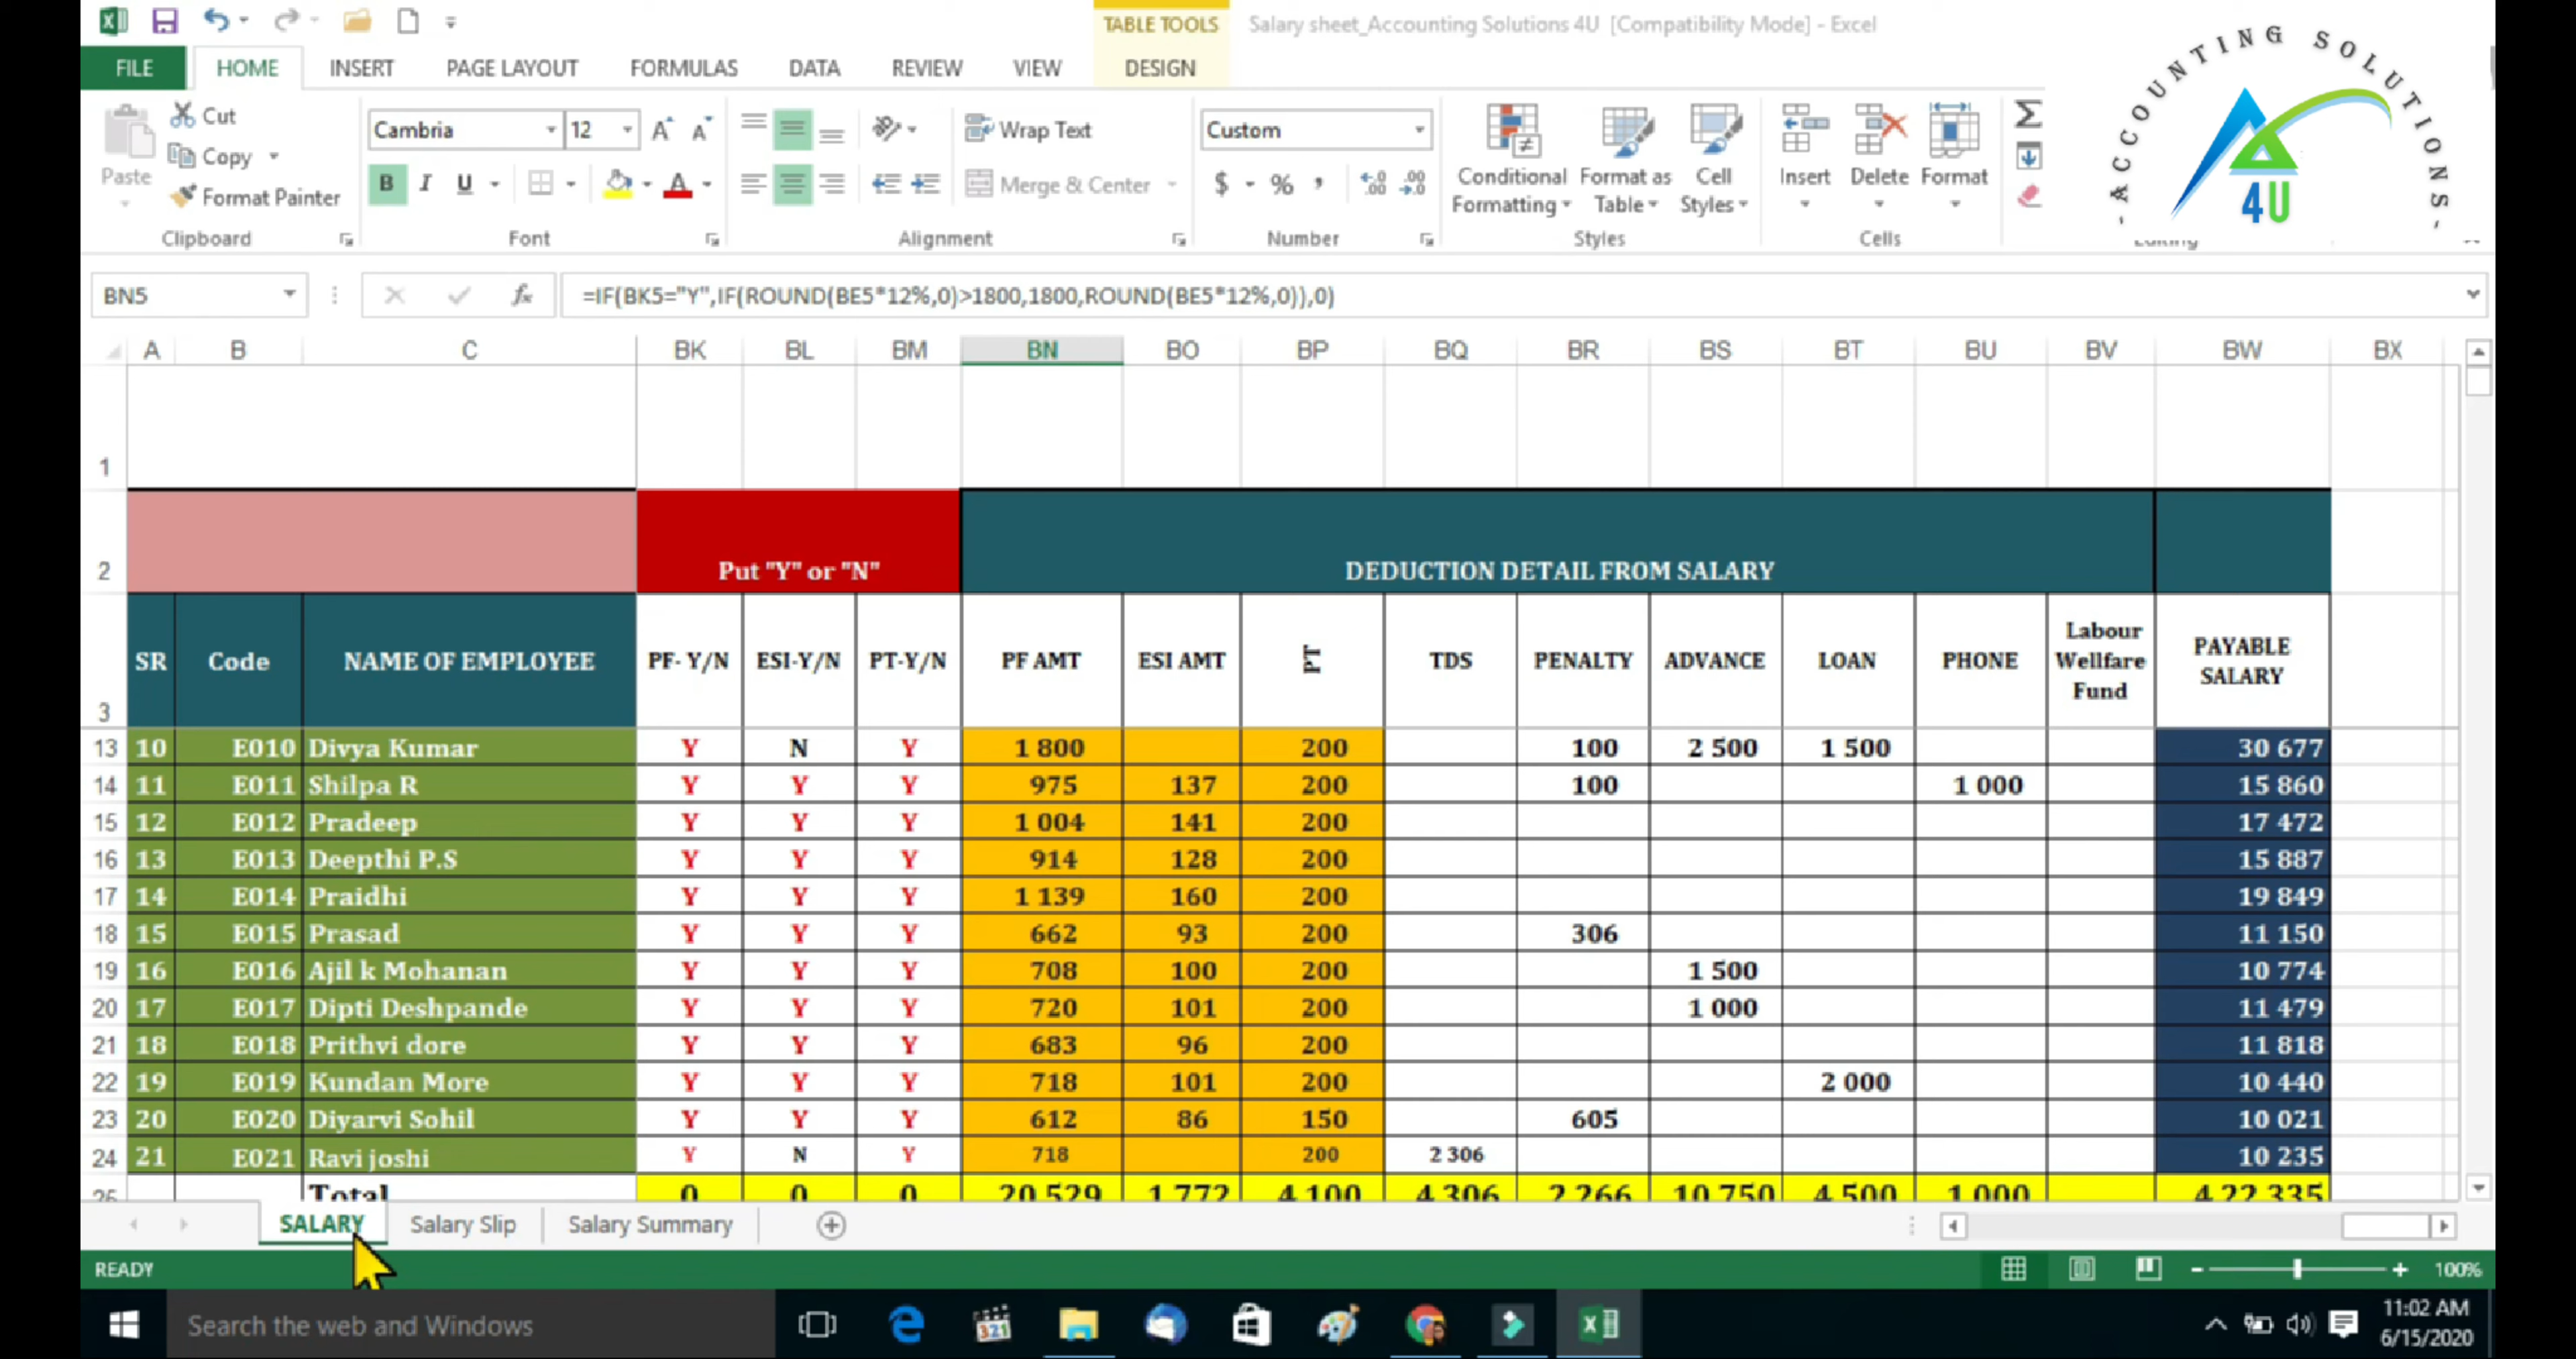 TABLE TOOLS
Salary sheet_Accounting Solutions 4U [Compatibility Mode] - Excel
FILE HOME INSERT PAGE LAYOUT FORMULAS DATA REVIEW VIEW DESIGN
- ACCOUNTING SOLUTIONS -
4U
Paste
Cut
Copy
Format Painter
Clipboard
Cambria 12
B I U
Font
Wrap Text
Merge & Center
Alignment
Custom
$ % ,
Number
Conditional Formatting
Format as Table
Cell Styles
Styles
Insert Delete Format
Cells
Editing
BN5 fx =IF(BK5="Y",IF(ROUND(BE5*12%,0)>1800,1800,ROUND(BE5*12%,0)),0)
A B C BK BL BM BN BO BP BQ BR BS BT BU BV BW BX
1
2 Put "Y" or "N" DEDUCTION DETAIL FROM SALARY
3 SR Code NAME OF EMPLOYEE PF- Y/N ESI-Y/N PT-Y/N PF AMT ESI AMT PT TDS PENALTY ADVANCE LOAN PHONE Labour Wellfare Fund PAYABLE SALARY
13 10 E010 Divya Kumar Y N Y 1 800 200 100 2 500 1 500 30 677
14 11 E011 Shilpa R Y Y Y 975 137 200 100 1 000 15 860
15 12 E012 Pradeep Y Y Y 1 004 141 200 17 472
16 13 E013 Deepthi P.S Y Y Y 914 128 200 15 887
17 14 E014 Praidhi Y Y Y 1 139 160 200 19 849
18 15 E015 Prasad Y Y Y 662 93 200 306 11 150
19 16 E016 Ajil k Mohanan Y Y Y 708 100 200 1 500 10 774
20 17 E017 Dipti Deshpande Y Y Y 720 101 200 1 000 11 479
21 18 E018 Prithvi dore Y Y Y 683 96 200 11 818
22 19 E019 Kundan More Y Y Y 718 101 200 2 000 10 440
23 20 E020 Diyarvi Sohil Y Y Y 612 86 150 605 10 021
24 21 E021 Ravi joshi Y N Y 718 200 2 306 10 235
Total 0 0 0 20 529 1 772 4 100 4 306 2 266 10 750 4 500 1 000 4 22 335
SALARY Salary Slip Salary Summary
READY 100%
Search the web and Windows
321
11:02 AM
6/15/2020